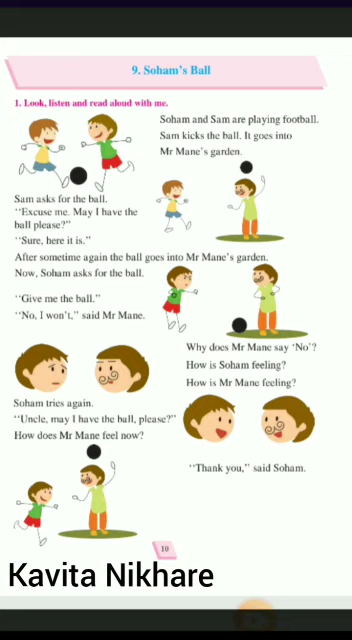 9. Soham's Ball
1. Look, listen and read aloud with me.
Soham and Sam are playing football.
Sam kicks the ball. It goes into
Mr Mane's garden.
Sam asks for the ball.
"Excuse me. May I have the
ball please?"
"Sure, here it is."
After sometime again the ball goes into Mr Mane's garden.
Now, Soham asks for the ball.
"Give me the ball."
"No, I won't," said Mr Mane.
Why does Mr Mane say 'No'?
How is Soham feeling?
How is Mr Mane feeling?
Soham tries again.
"Uncle, may I have the ball, please?"
How does Mr Mane feel now?
"Thank you," said Soham.
10
Kavita Nikhare